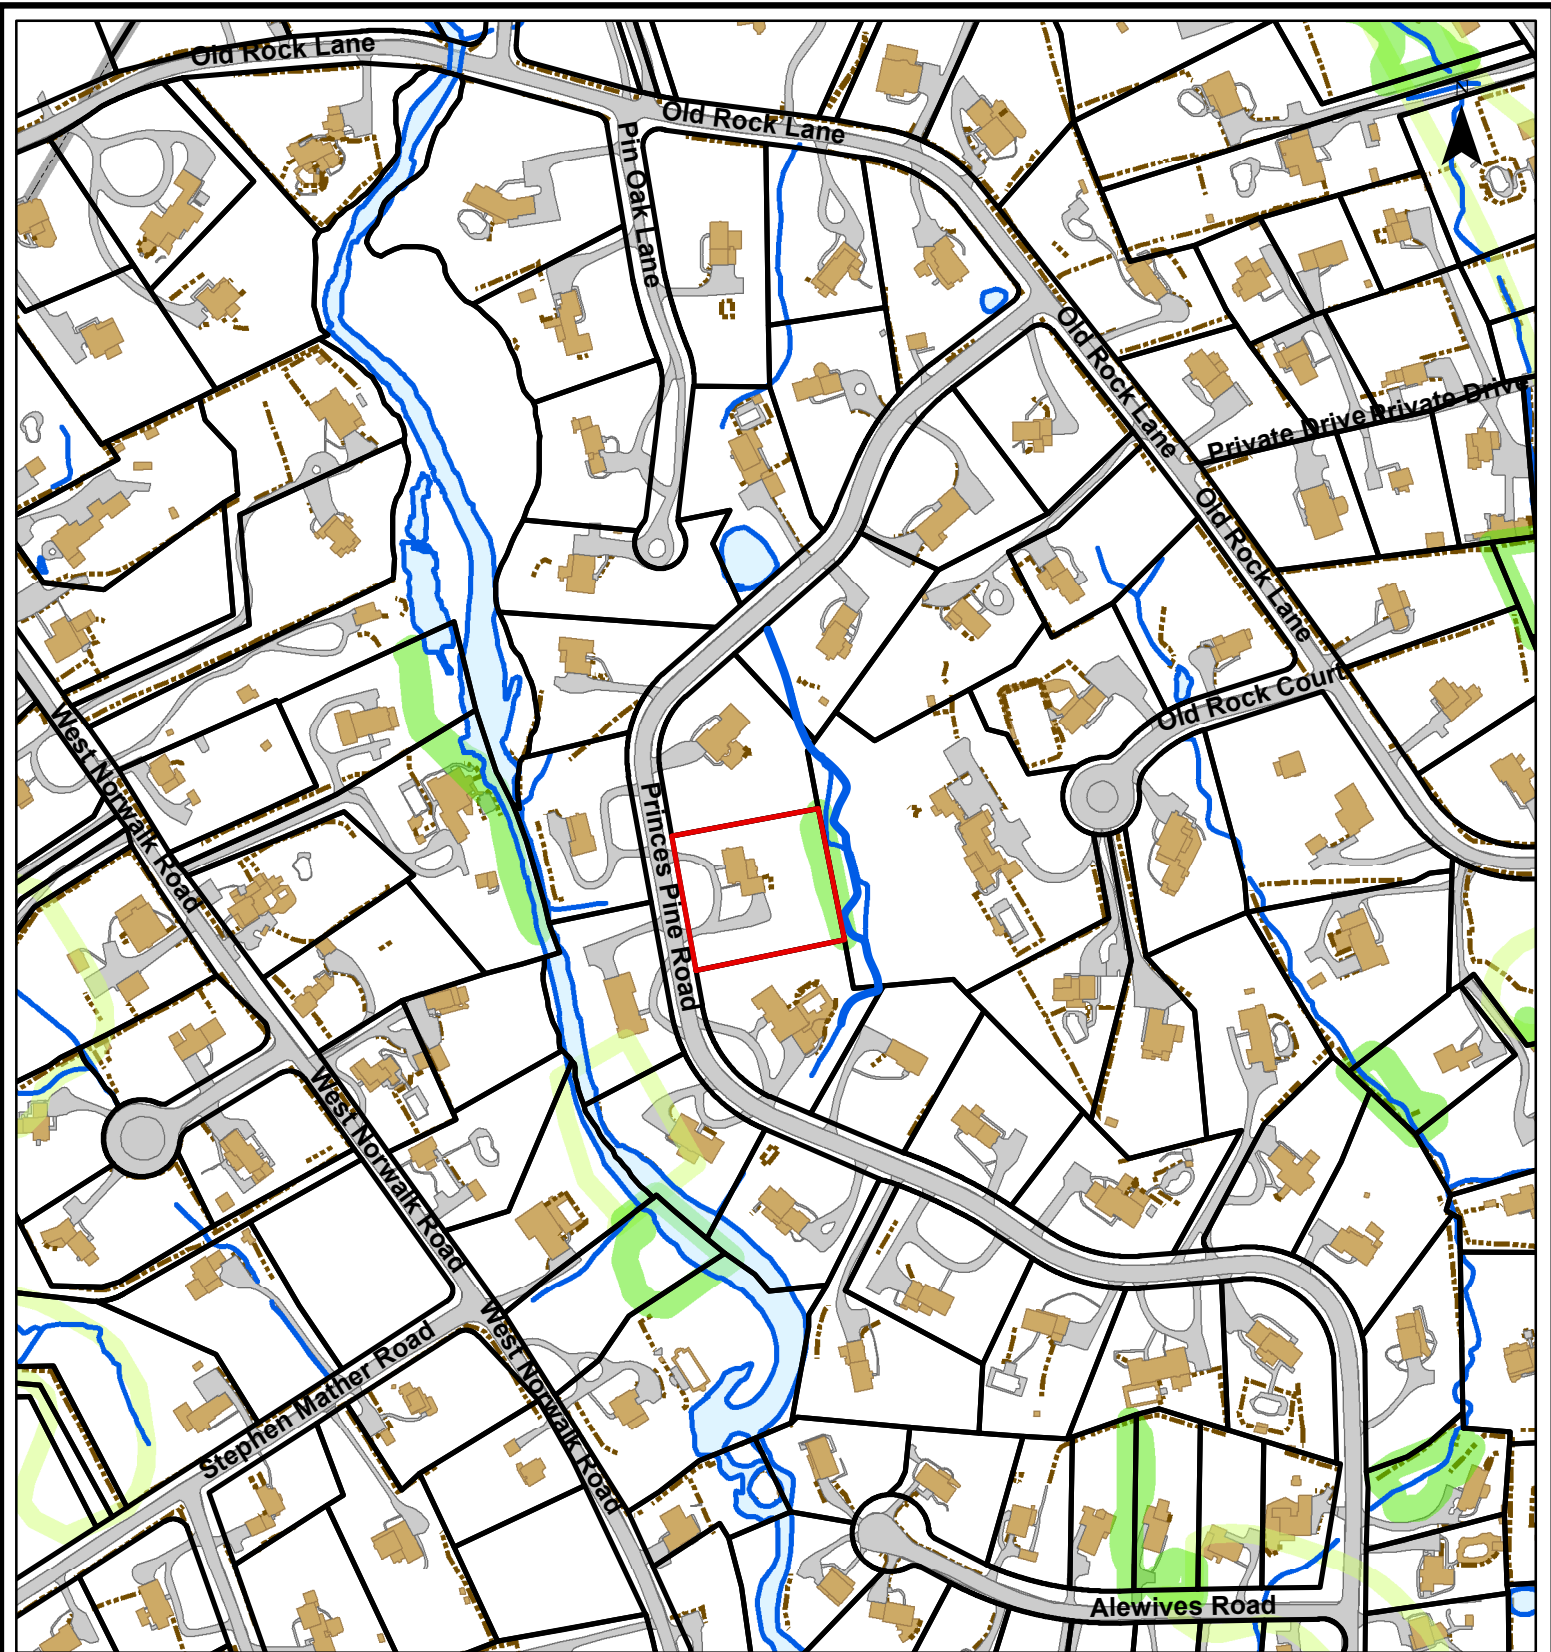 Old Rock Lane
N
Old Rock Lane
Pin Oak Lane
Old Rock Lane
Private Drive
Private Drive
Old Rock Lane
Old Rock Court
West Norwalk Road
Princes Pine Road
West Norwalk Road
West Norwalk Road
Stephen Mather Road
Alewives Road